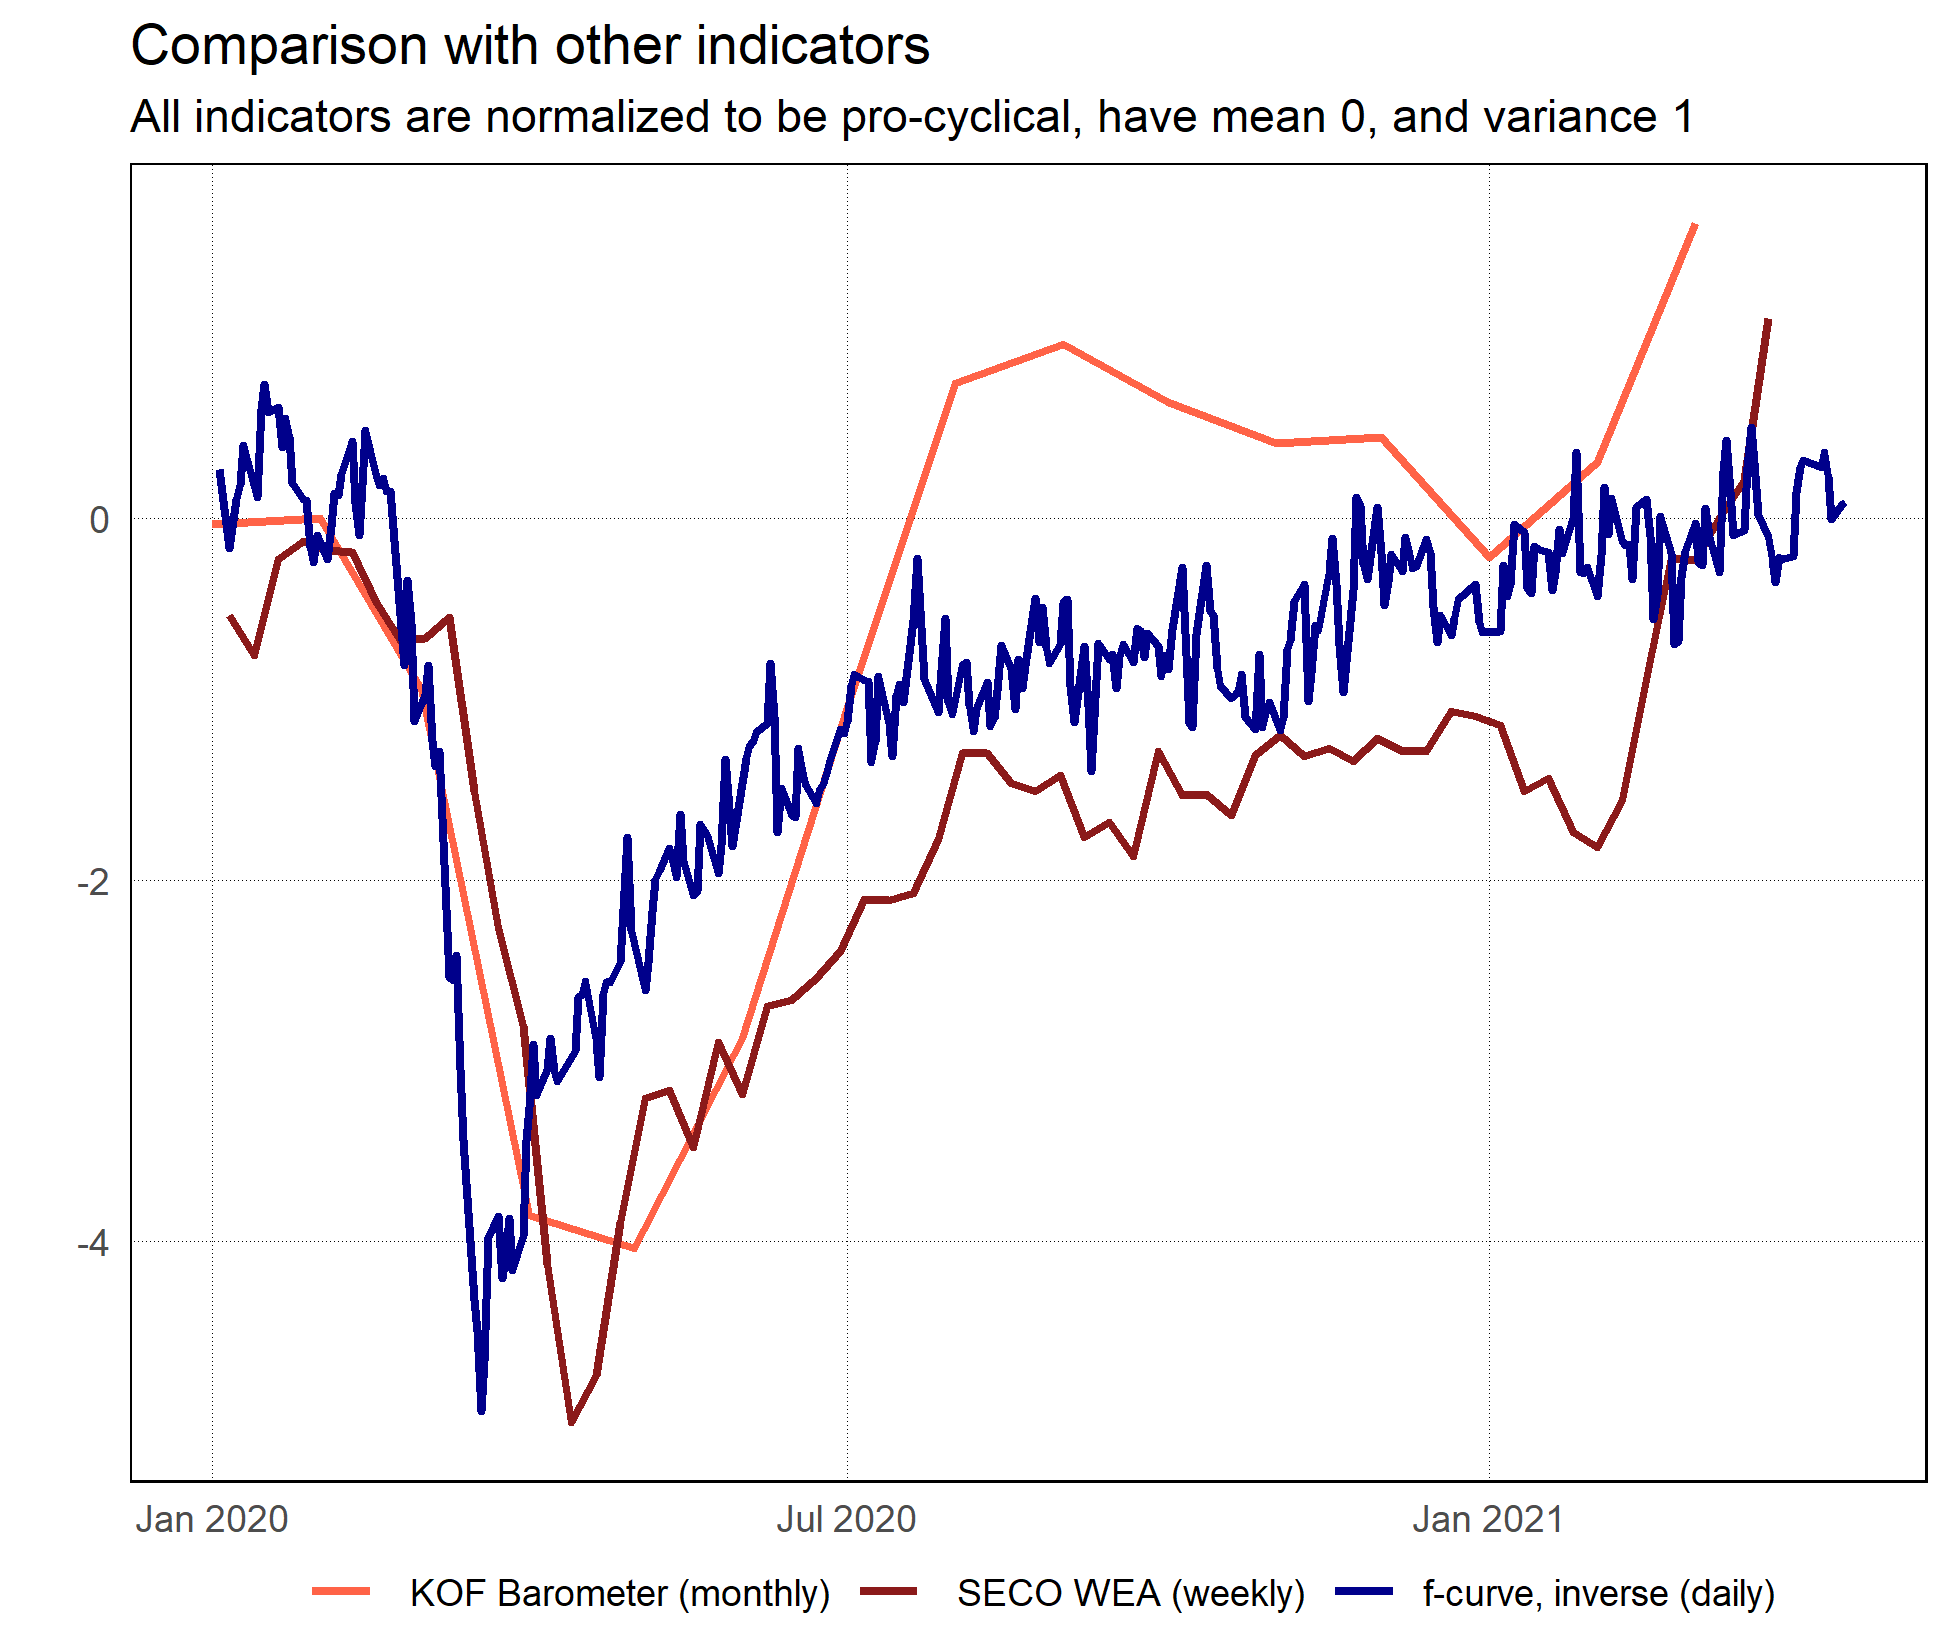 Comparison with other indicators
All indicators are normalized to be pro-cyclical, have mean 0, and variance 1
0
-2
-4
Jan 2020 Jul 2020 Jan 2021
KOF Barometer (monthly) SECO WEA (weekly) f-curve, inverse (daily)